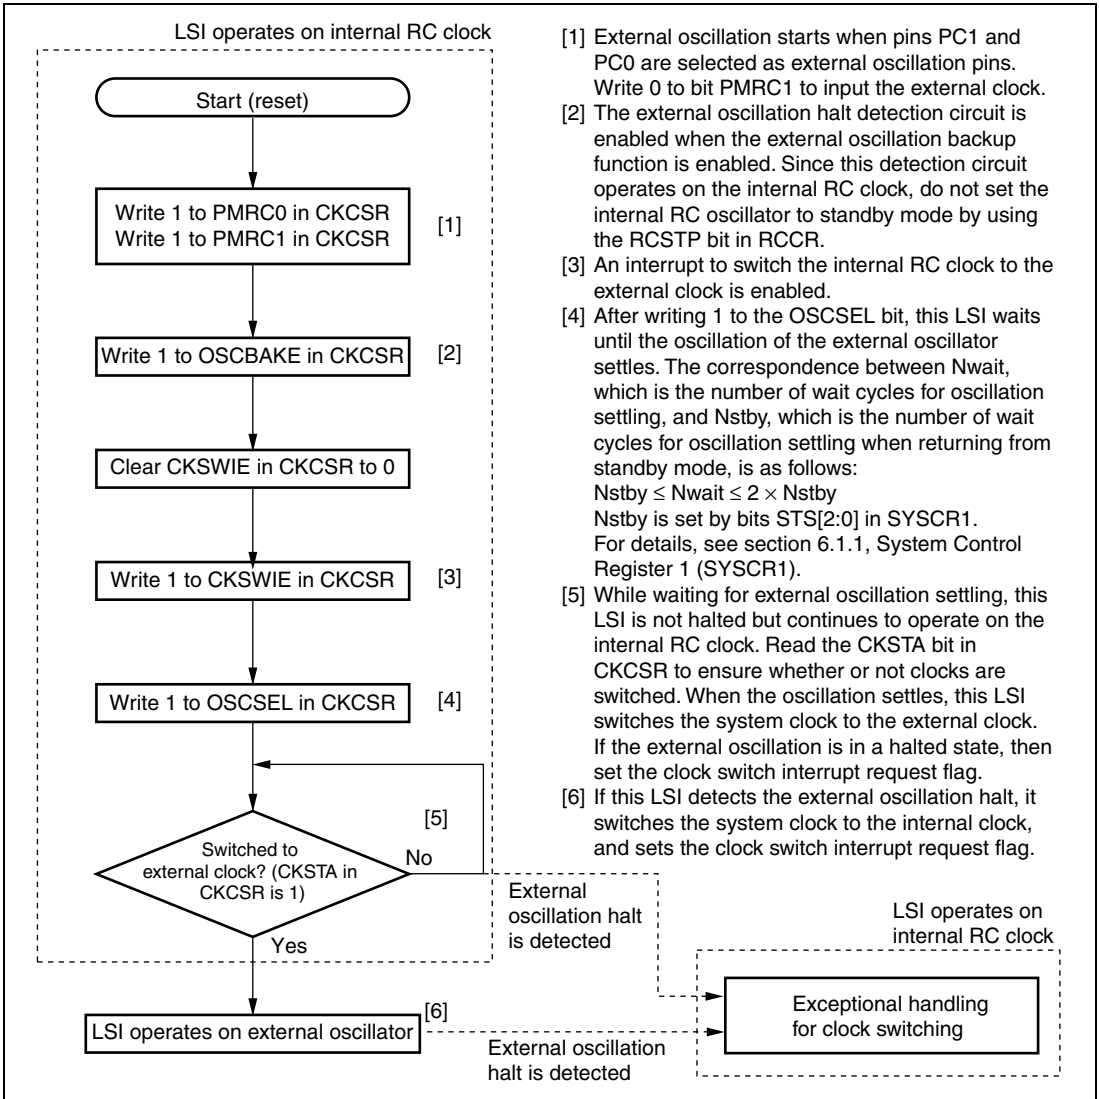 LSI operates on internal RC clock
Start (reset)
Write 1 to PMRC0 in CKCSR
Write 1 to PMRC1 in CKCSR
[1]
Write 1 to OSCBAKE in CKCSR
[2]
Clear CKSWIE in CKCSR to 0
Write 1 to CKSWIE in CKCSR
[3]
Write 1 to OSCSEL in CKCSR
[4]
[5]
Switched to
external clock? (CKSTA in
CKCSR is 1)
No
Yes
External
oscillation halt
is detected
LSI operates on external oscillator
[6]
External oscillation
halt is detected
LSI operates on
internal RC clock
Exceptional handling
for clock switching
[1] External oscillation starts when pins PC1 and
PC0 are selected as external oscillation pins.
Write 0 to bit PMRC1 to input the external clock.
[2] The external oscillation halt detection circuit is
enabled when the external oscillation backup
function is enabled. Since this detection circuit
operates on the internal RC clock, do not set the
internal RC oscillator to standby mode by using
the RCSTP bit in RCCR.
[3] An interrupt to switch the internal RC clock to the
external clock is enabled.
[4] After writing 1 to the OSCSEL bit, this LSI waits
until the oscillation of the external oscillator
settles. The correspondence between Nwait,
which is the number of wait cycles for oscillation
settling, and Nstby, which is the number of wait
cycles for oscillation settling when returning from
standby mode, is as follows:
Nstby ≤ Nwait ≤ 2 × Nstby
Nstby is set by bits STS[2:0] in SYSCR1.
For details, see section 6.1.1, System Control
Register 1 (SYSCR1).
[5] While waiting for external oscillation settling, this
LSI is not halted but continues to operate on the
internal RC clock. Read the CKSTA bit in
CKCSR to ensure whether or not clocks are
switched. When the oscillation settles, this LSI
switches the system clock to the external clock.
If the external oscillation is in a halted state, then
set the clock switch interrupt request flag.
[6] If this LSI detects the external oscillation halt, it
switches the system clock to the internal clock,
and sets the clock switch interrupt request flag.